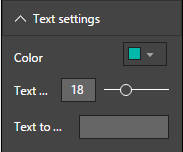 Text settings
Color
Text ... 18
Text to ...